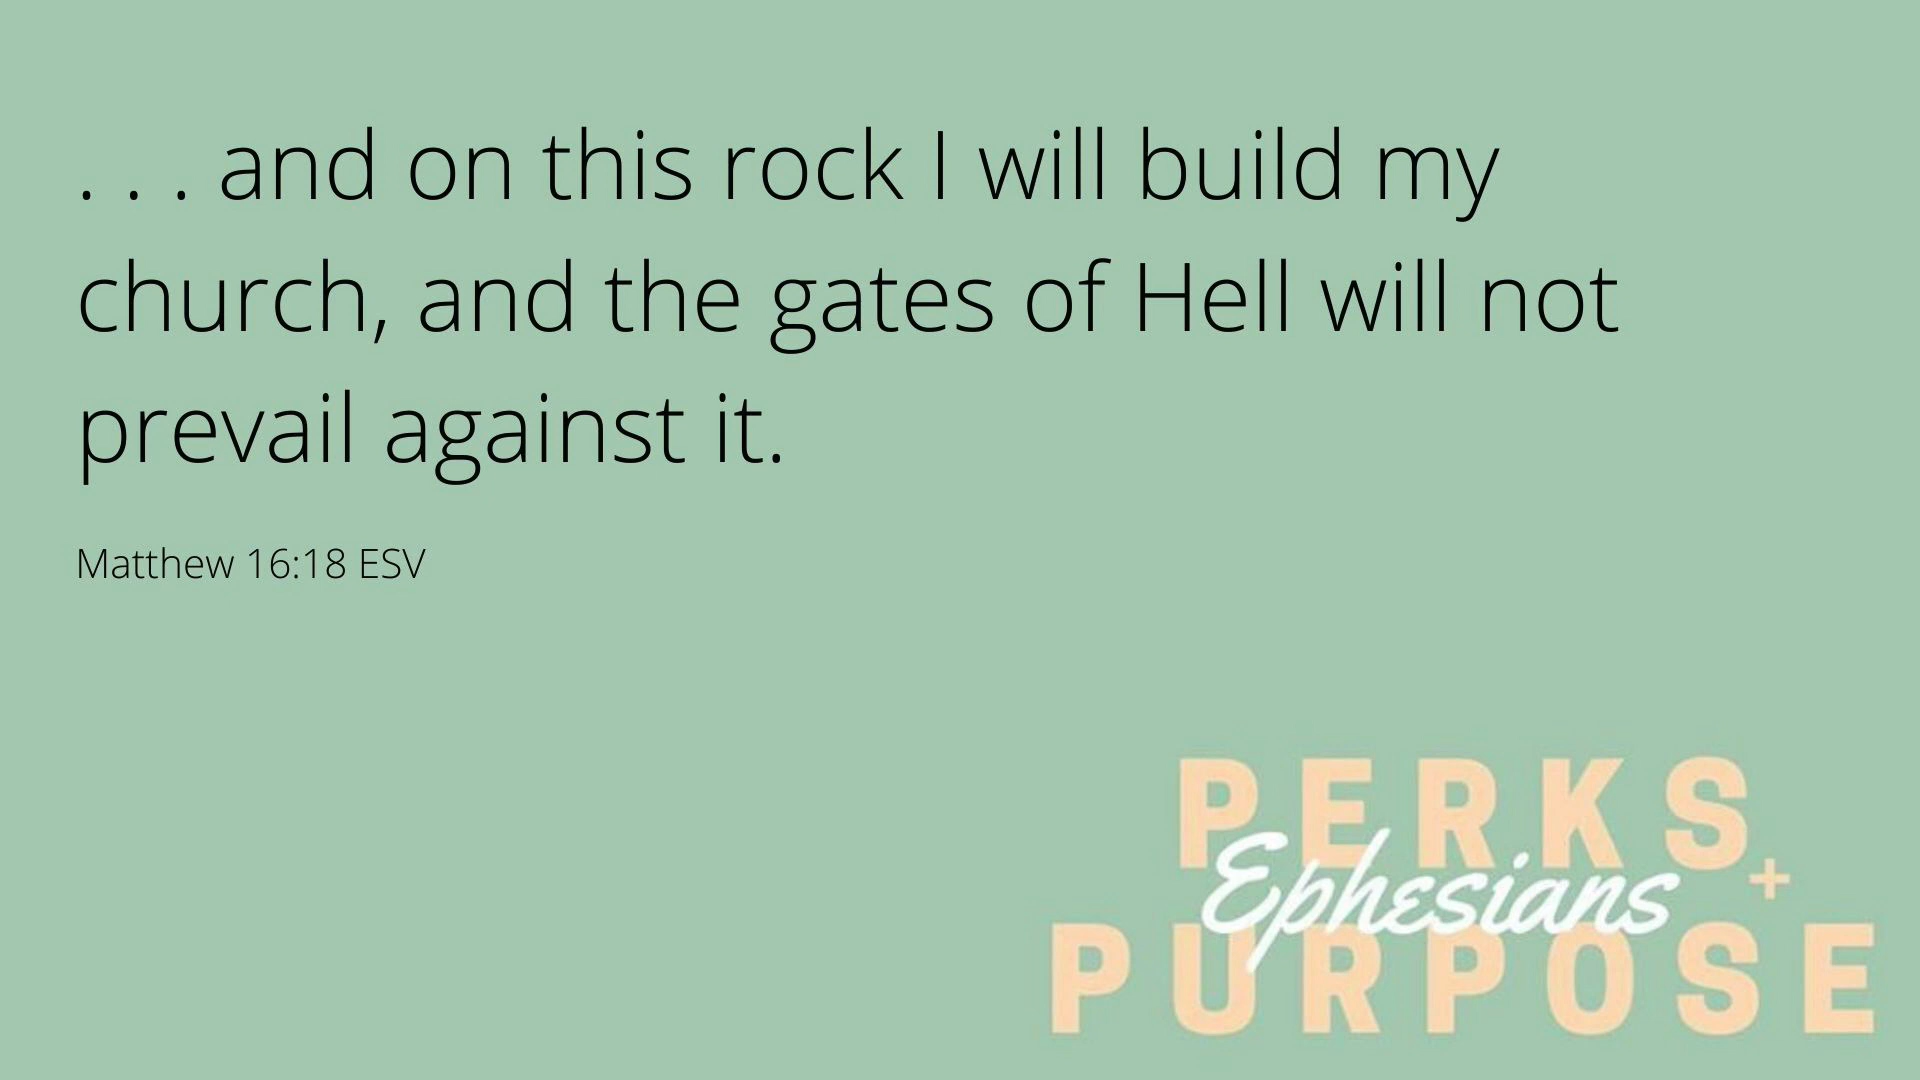 . . . and on this rock I will build my
church, and the gates of Hell will not
prevail against it.
Matthew 16:18 ESV
PERKS
Ephesians
+
PURPOSE